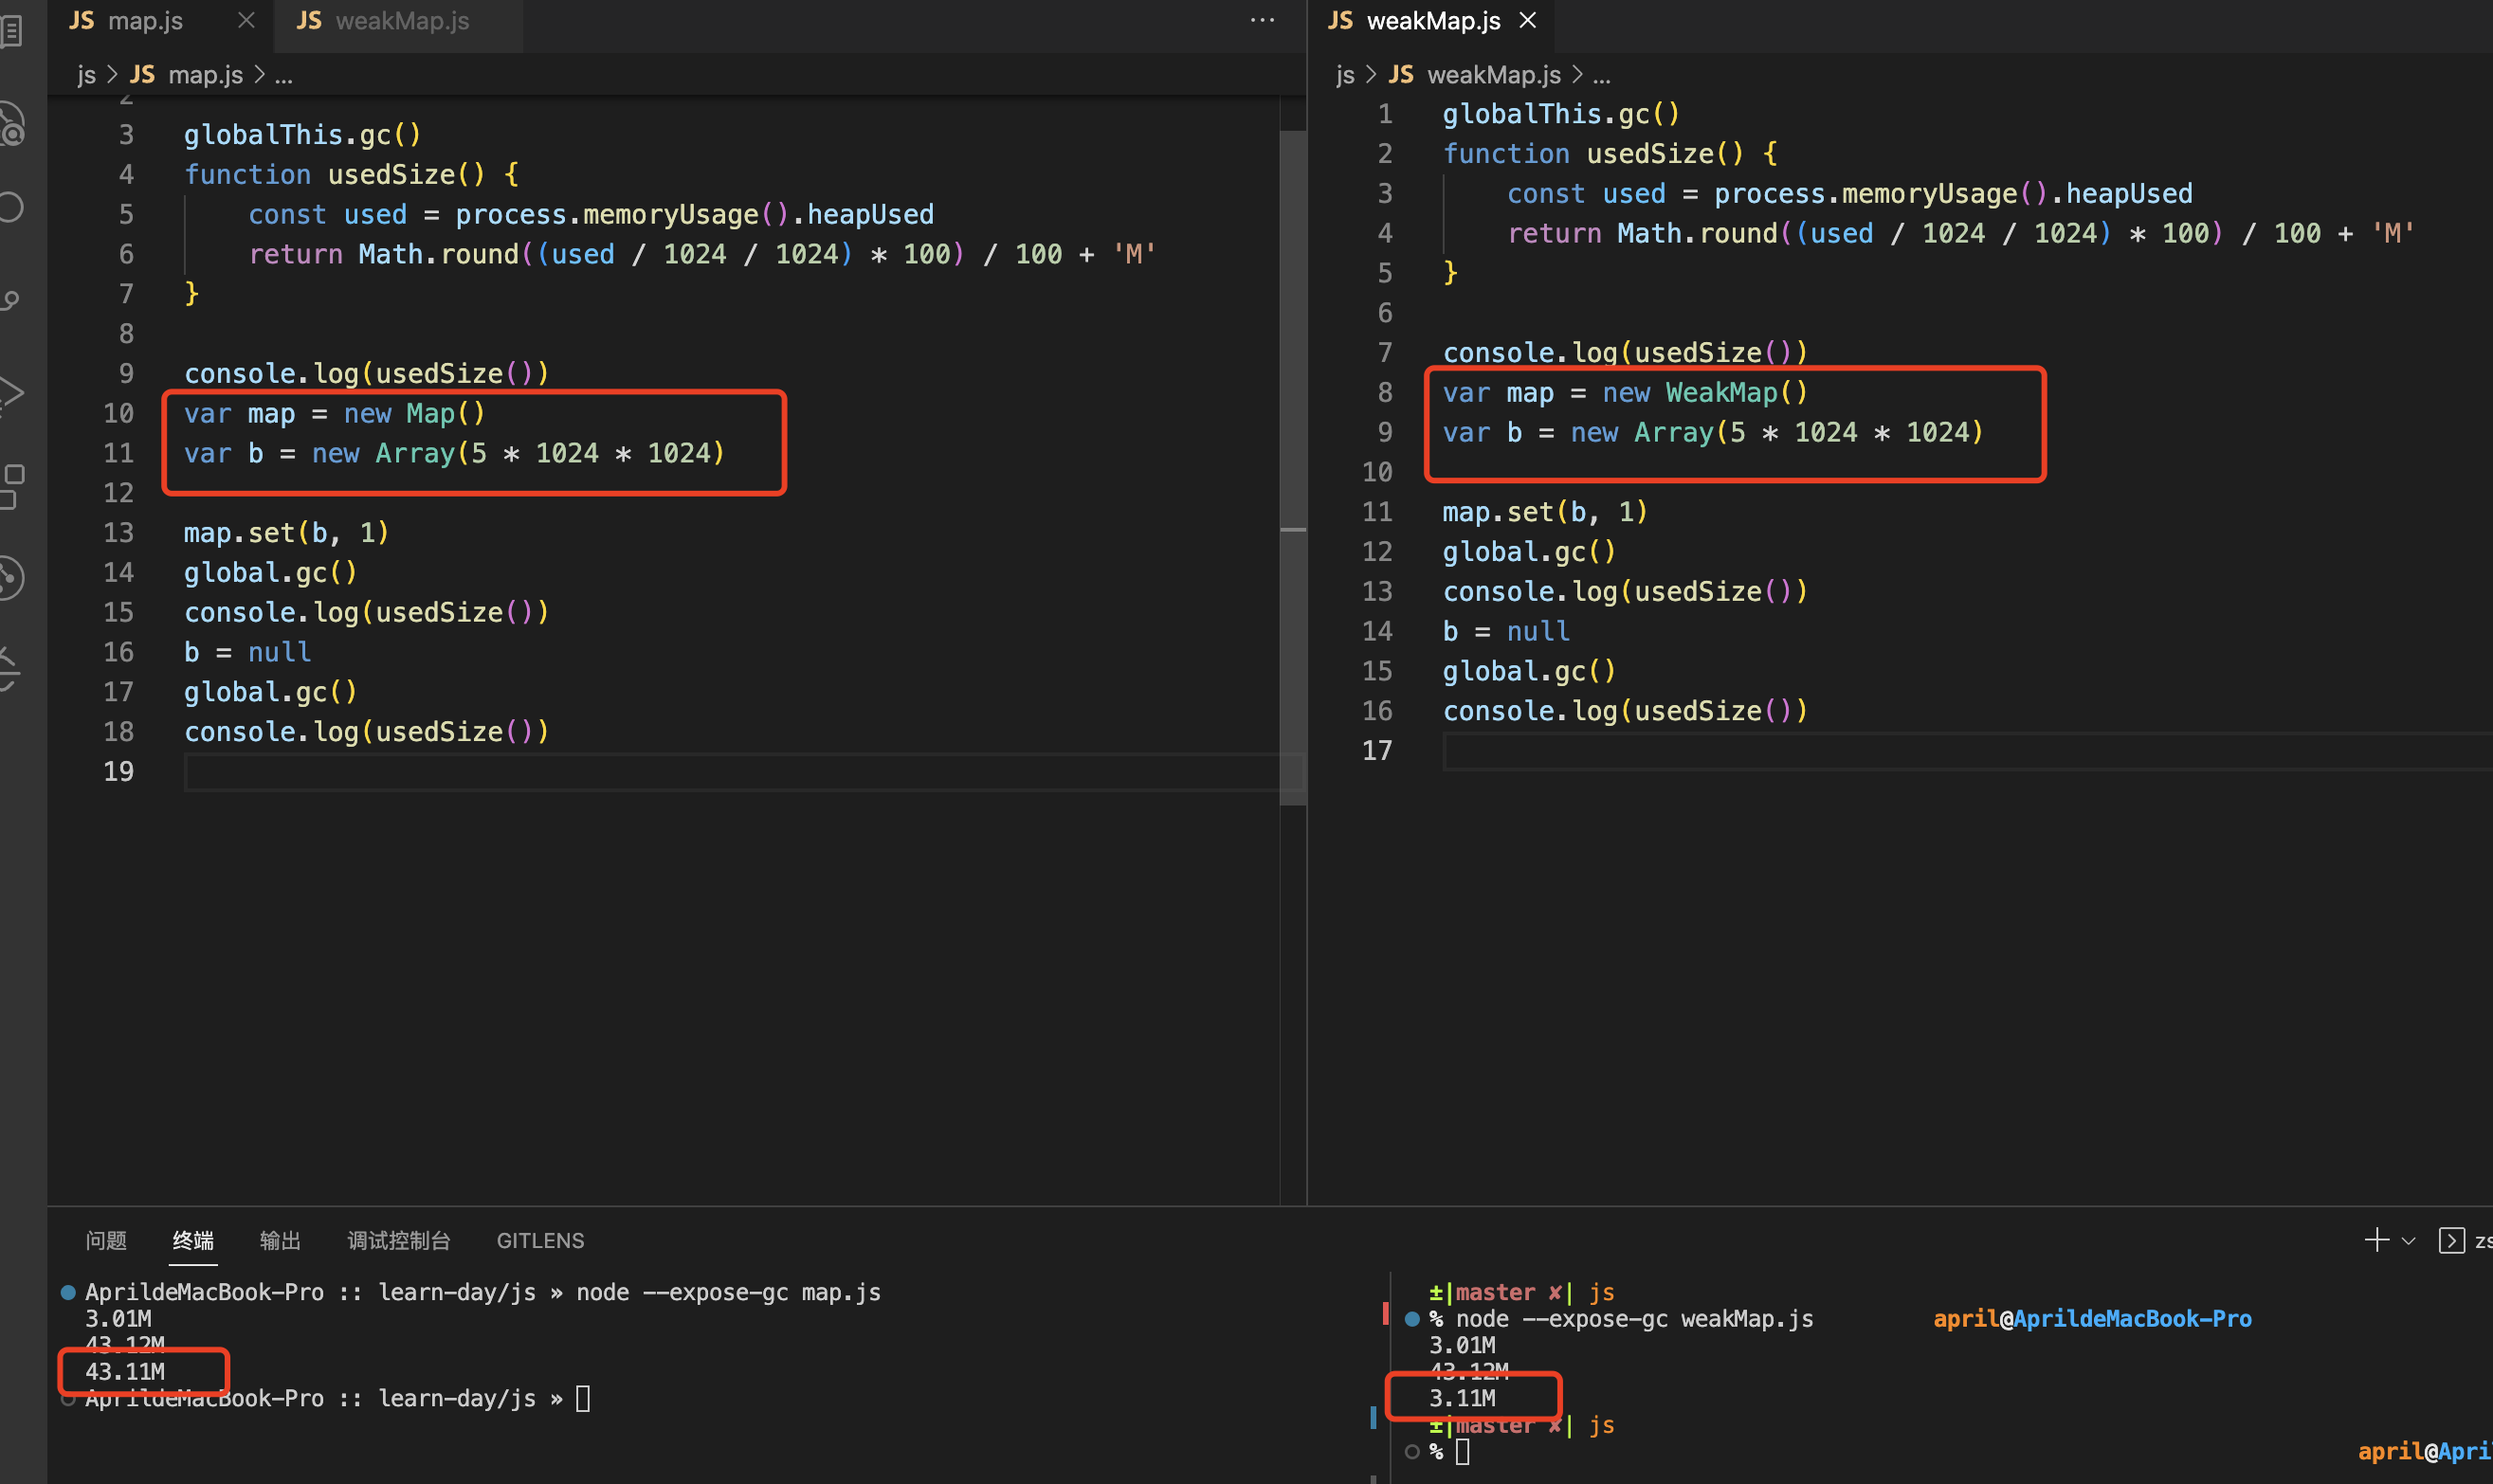 JS map.js
JS weakMap.js
...
js > JS map.js > ...
2
3 globalThis.gc()
4 function usedSize() {
5 const used = process.memoryUsage().heapUsed
6 return Math.round((used / 1024 / 1024) * 100) / 100 + 'M'
7 }
8
9 console.log(usedSize())
10 var map = new Map()
11 var b = new Array(5 * 1024 * 1024)
12
13 map.set(b, 1)
14 global.gc()
15 console.log(usedSize())
16 b = null
17 global.gc()
18 console.log(usedSize())
19
JS weakMap.js
js > JS weakMap.js > ...
1 globalThis.gc()
2 function usedSize() {
3 const used = process.memoryUsage().heapUsed
4 return Math.round((used / 1024 / 1024) * 100) / 100 + 'M'
5 }
6
7 console.log(usedSize())
8 var map = new WeakMap()
9 var b = new Array(5 * 1024 * 1024)
10
11 map.set(b, 1)
12 global.gc()
13 console.log(usedSize())
14 b = null
15 global.gc()
16 console.log(usedSize())
17
问题 终端 输出 调试控制台 GITLENS
AprildeMacBook-Pro :: learn-day/js » node --expose-gc map.js
3.01M
43.12M
43.11M
AprildeMacBook-Pro :: learn-day/js »
±|master ✘| js
% node --expose-gc weakMap.js april@AprildeMacBook-Pro
3.01M
43.12M
3.11M
±|master ✘| js
% april@Apri